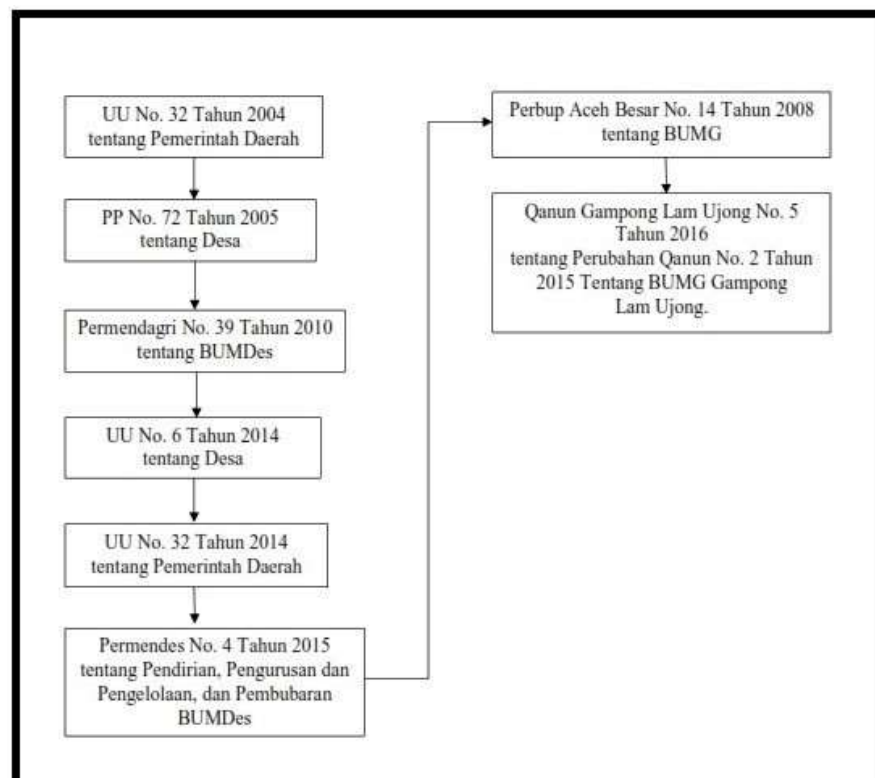 UU No. 32 Tahun 2004
tentang Pemerintah Daerah
PP No. 72 Tahun 2005
tentang Desa
Permendagri No. 39 Tahun 2010
tentang BUMDes
UU No. 6 Tahun 2014
tentang Desa
UU No. 32 Tahun 2014
tentang Pemerintah Daerah
Permendes No. 4 Tahun 2015
tentang Pendirian, Pengurusan dan
Pengelolaan, dan Pembubaran
BUMDes
Perbup Aceh Besar No. 14 Tahun 2008
tentang BUMG
Qanun Gampong Lam Ujong No. 5
Tahun 2016
tentang Perubahan Qanun No. 2 Tahun
2015 Tentang BUMG Gampong
Lam Ujong.